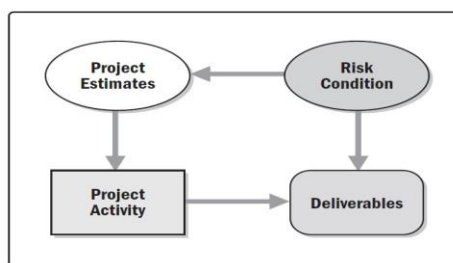 Project
Estimates
Risk
Condition
Project
Activity
Deliverables